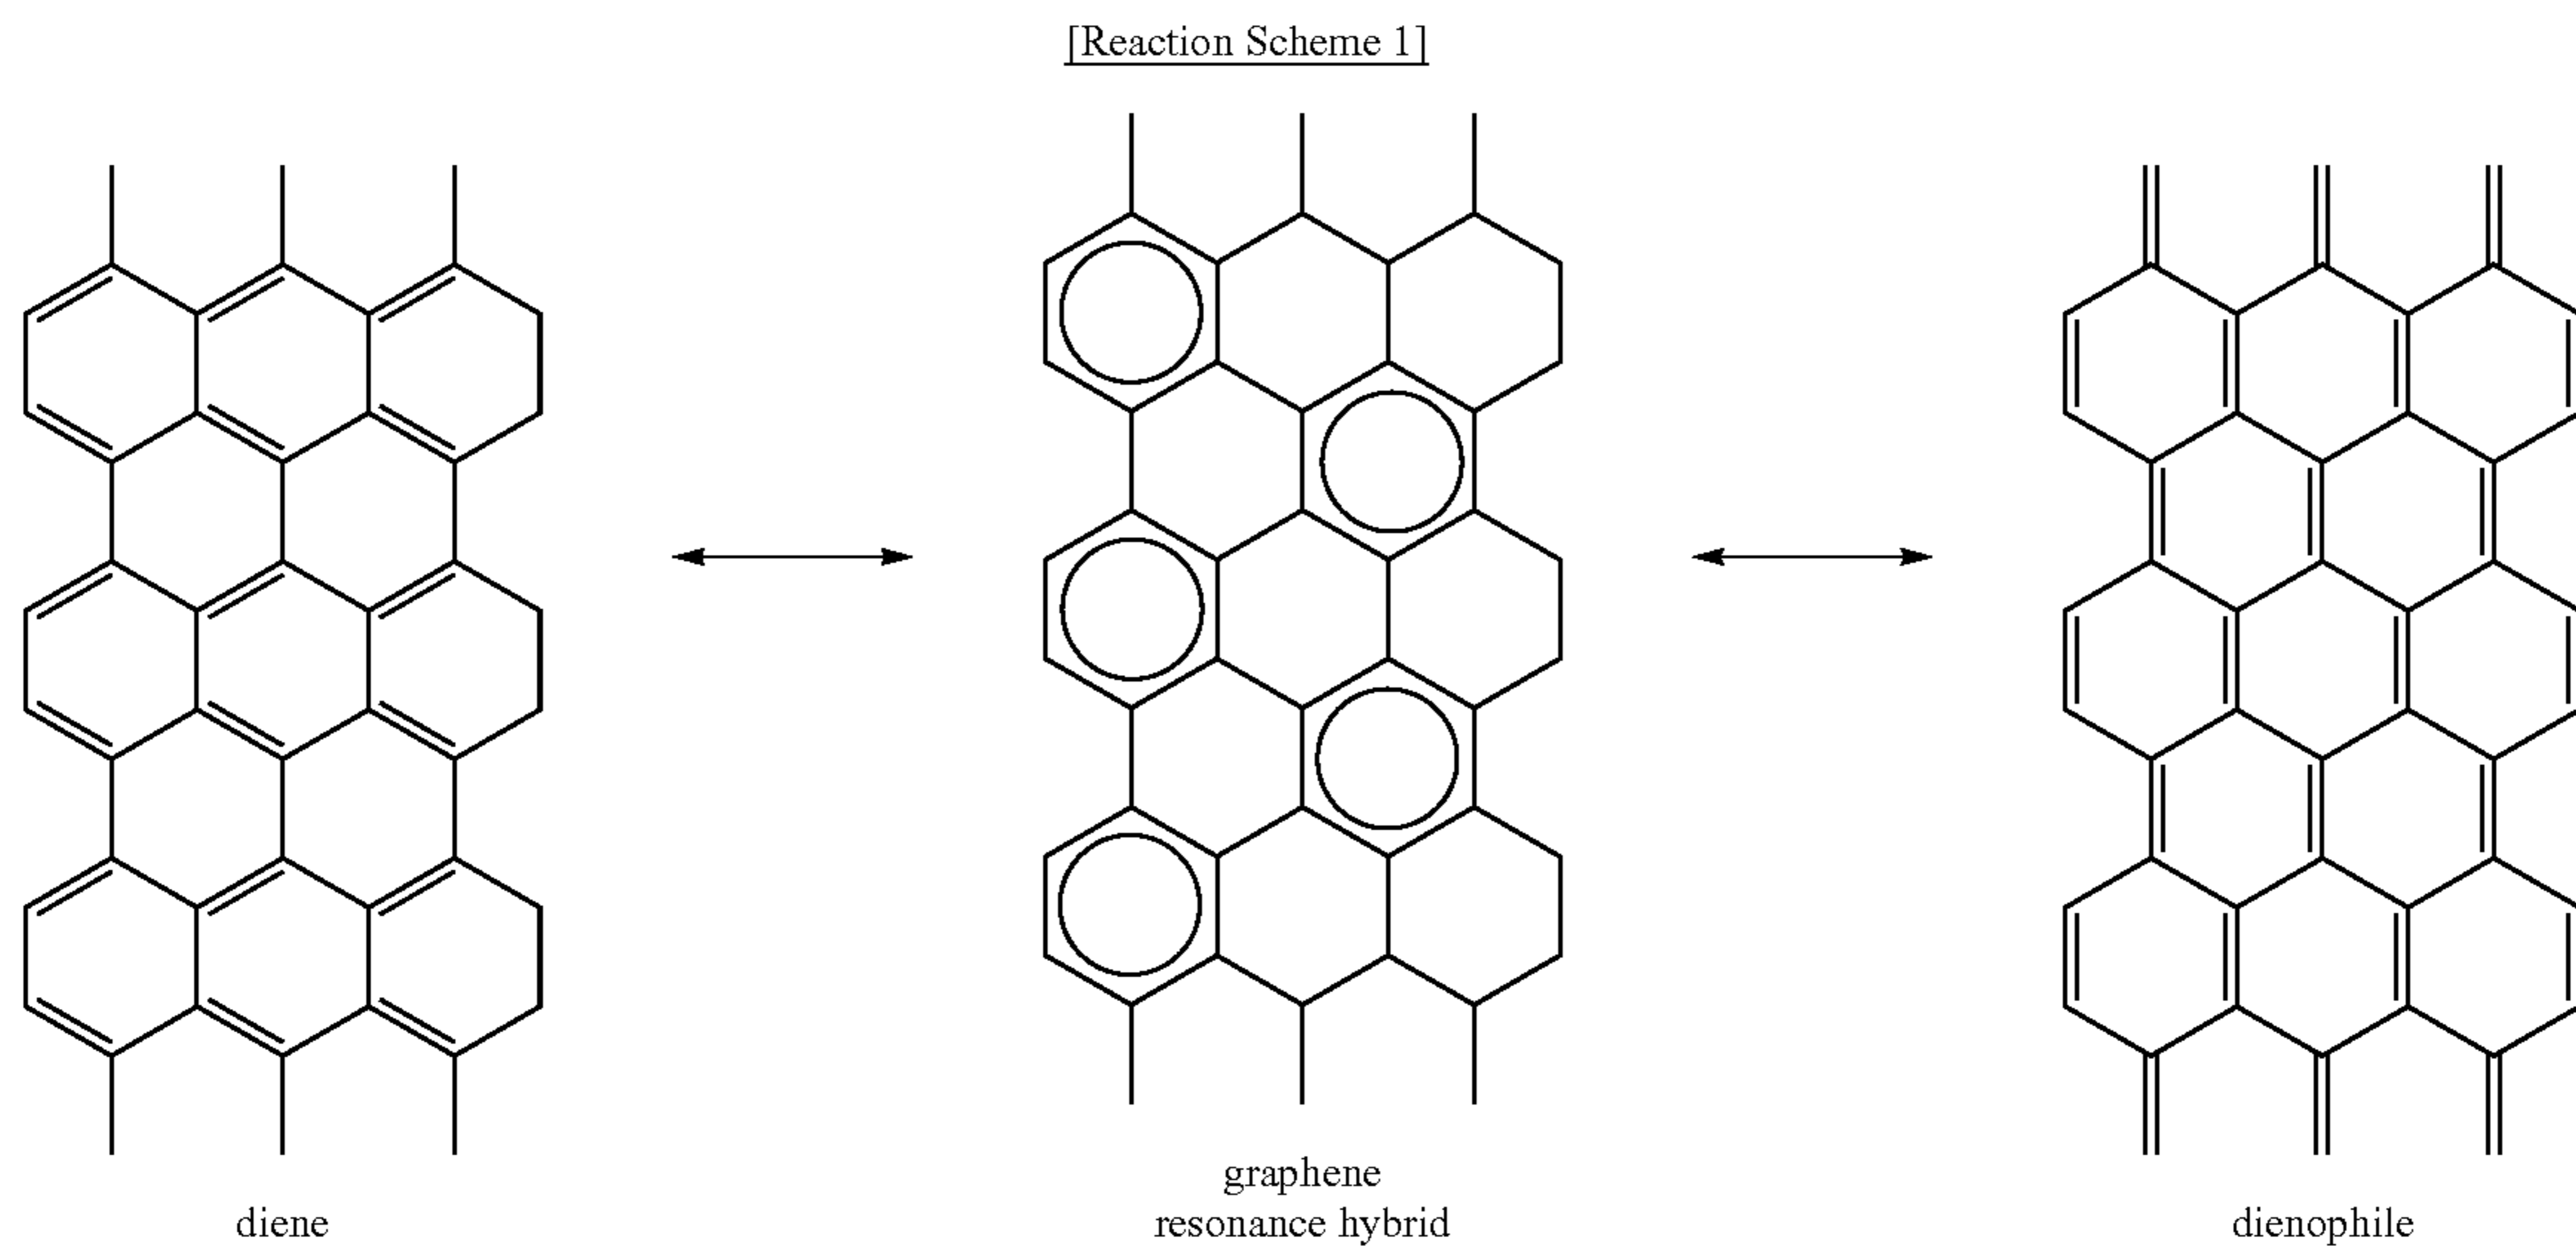 [Reaction Scheme 1]
diene
graphene
resonance hybrid
dienophile